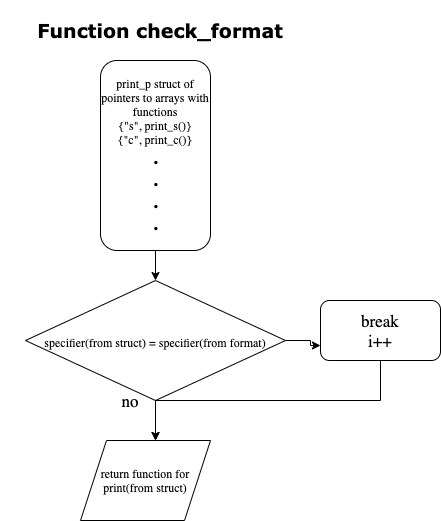 Function check_format
print_p struct of
pointers to arrays with
functions
{"s", print_s()}
{"c", print_c()}
specifier(from struct) = specifier(from format)
break
i++
no
return function for
print(from struct)